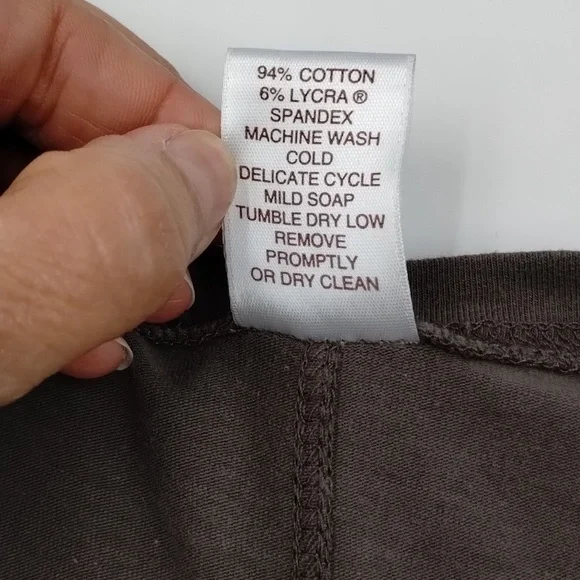 94% COTTON
6% LYCRA ®
SPANDEX
MACHINE WASH
COLD
DELICATE CYCLE
MILD SOAP
TUMBLE DRY LOW
REMOVE
PROMPTLY
OR DRY CLEAN